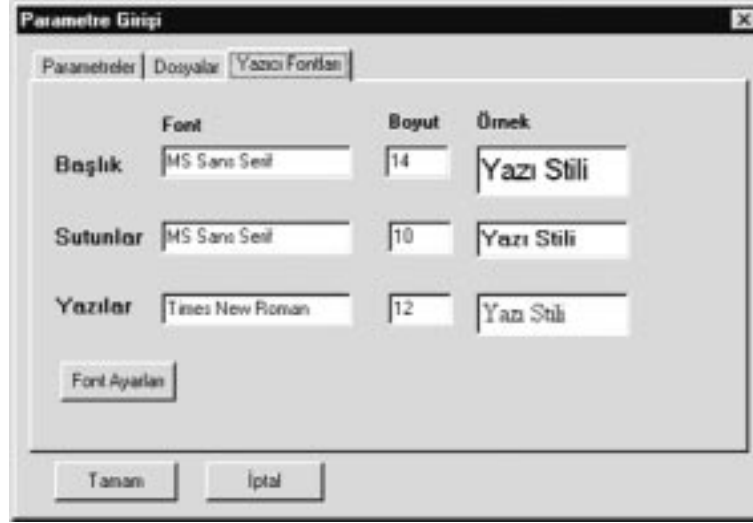 Parametre Girişi
Parametreler Dosyalar Yazıcı Fontları
Font Boyut Örnek
Başlık MS Sans Serif 14 Yazı Stili
Sutunlar MS Sans Serif 10 Yazı Stili
Yazılar Times New Roman 12 Yazı Stili
Font Ayarları
Tamam İptal